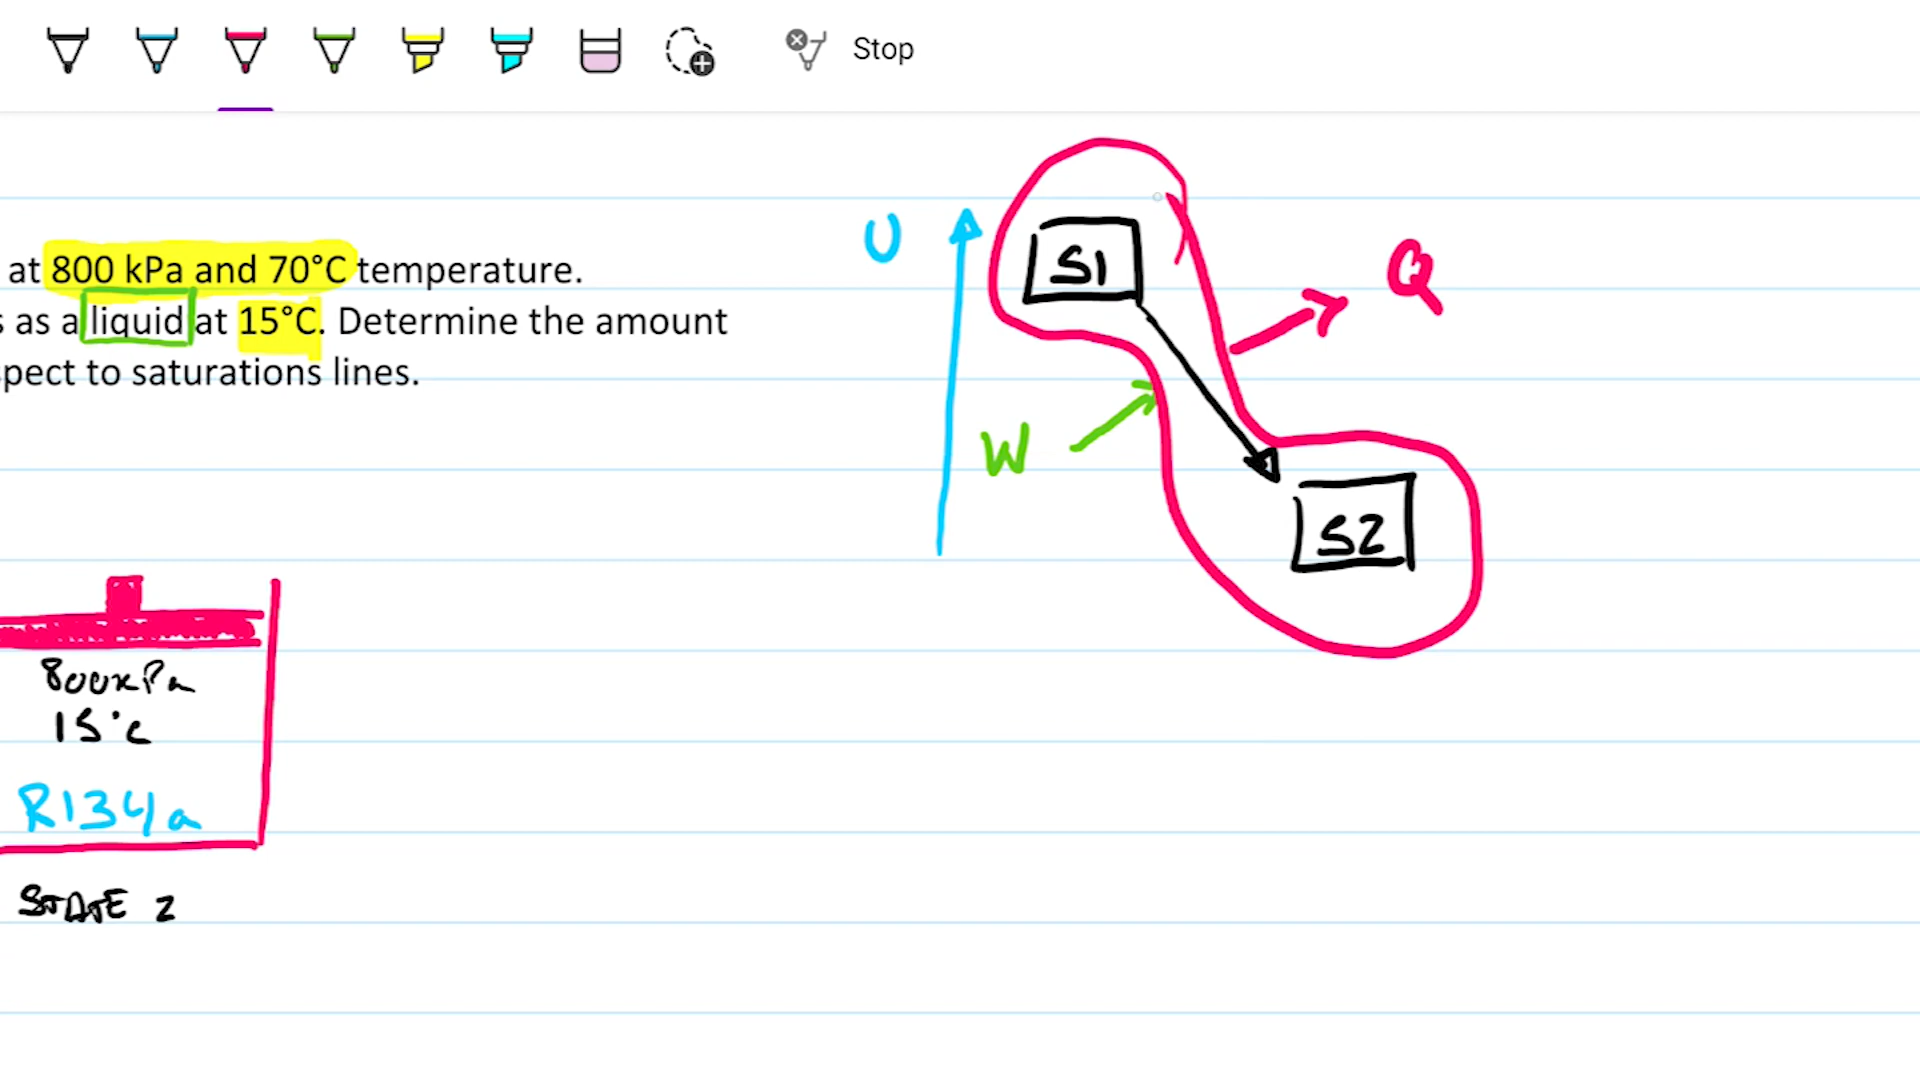 Stop
at 800 kPa and 70°C temperature.
s as a liquid at 15°C. Determine the amount
spect to saturations lines.
U
S1
Q
W
S2
800kPa
15°C
R134a
STATE 2